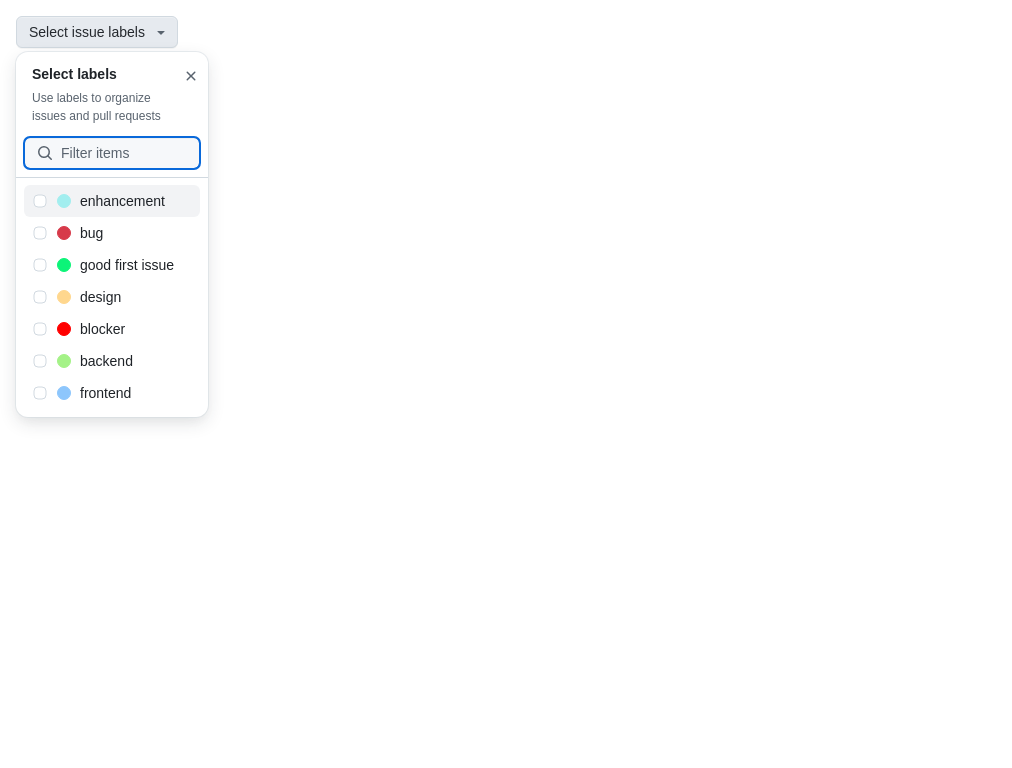 Select issue labels
Select labels
Use labels to organize
issues and pull requests
Filter items
enhancement
bug
good first issue
design
blocker
backend
frontend